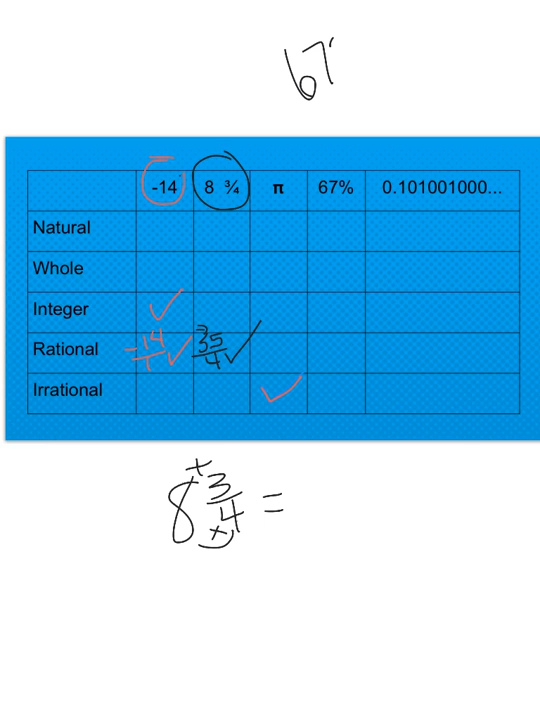 67
-14 8 ¾ π 67% 0.101001000...
Natural
Whole
Integer ✓
Rational -14/1 ✓ = 35/4 ✓
Irrational ✓
8 + 3/4 × =